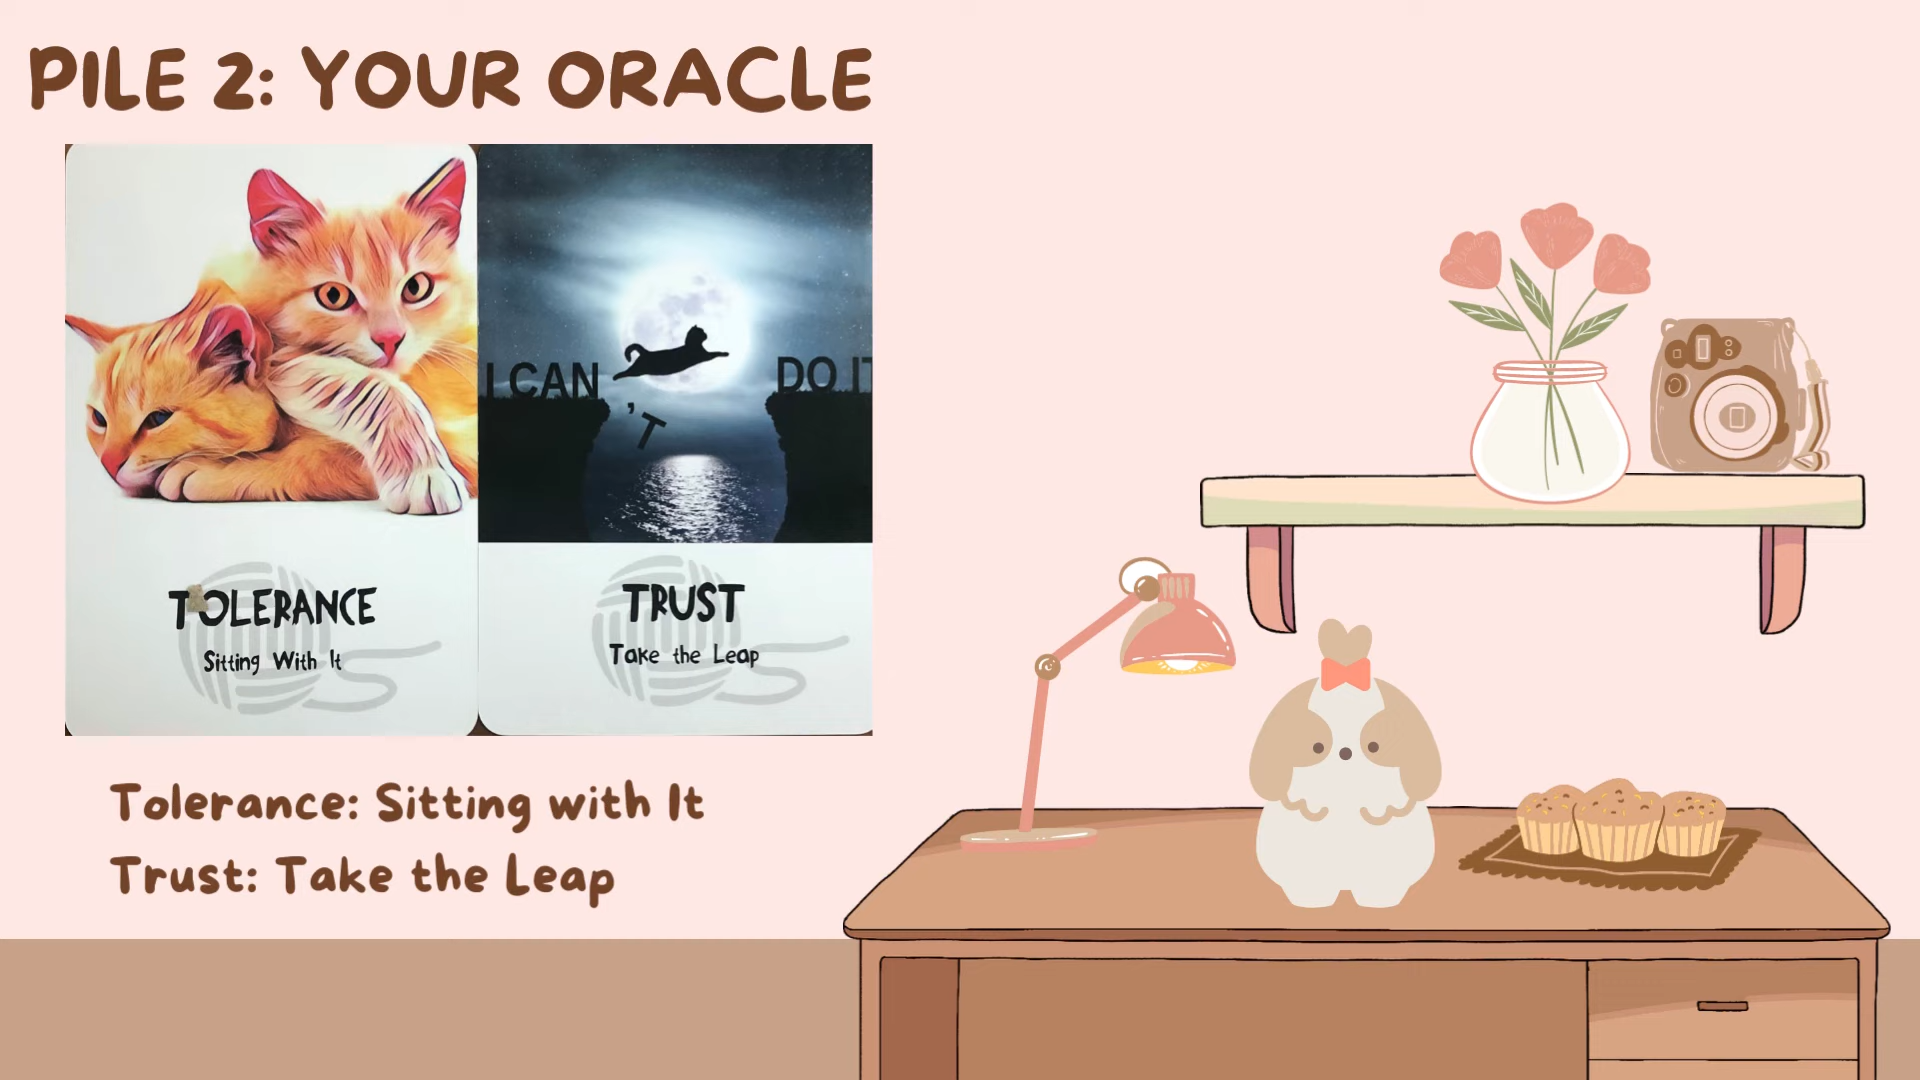 PILE 2: YOUR ORACLE
I CAN 'T DO IT
TOLERANCE
Sitting With It
TRUST
Take the Leap
Tolerance: Sitting with It
Trust: Take the Leap